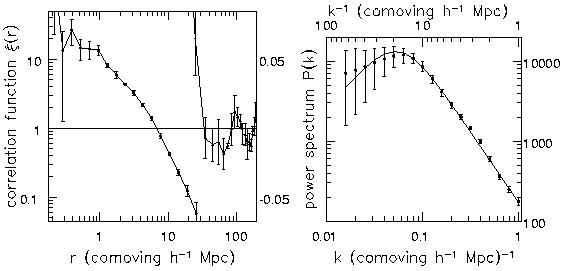 k⁻¹ (comoving h⁻¹ Mpc)
100 10 1
correlation function ξ(r)
10
1
0.1
0.05
-0.05
1 10 100
r (comoving h⁻¹ Mpc)
power spectrum P(k)
10000
1000
100
0.01 0.1 1
k (comoving h⁻¹ Mpc)⁻¹